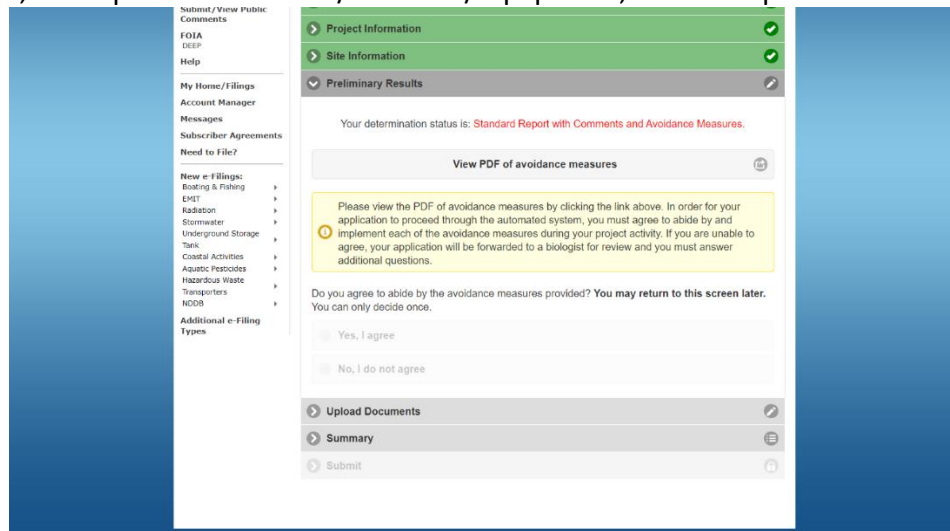 Submit/View Public
Comments
FOIA
DEEP
Help
My Home/Filings
Account Manager
Messages
Subscriber Agreements
Need to File?
New e-Filings:
Boating & Fishing
EMIT
Radiation
Stormwater
Underground Storage
Tank
Coastal Activities
Aquatic Pesticides
Hazardous Waste
Transporters
NDDB
Additional e-Filing
Types
Project Information
Site Information
Preliminary Results
Your determination status is: Standard Report with Comments and Avoidance Measures.
View PDF of avoidance measures
Please view the PDF of avoidance measures by clicking the link above. In order for your
application to proceed through the automated system, you must agree to abide by and
implement each of the avoidance measures during your project activity. If you are unable to
agree, your application will be forwarded to a biologist for review and you must answer
additional questions.
Do you agree to abide by the avoidance measures provided? You may return to this screen later.
You can only decide once.
Yes, I agree
No, I do not agree
Upload Documents
Summary
Submit